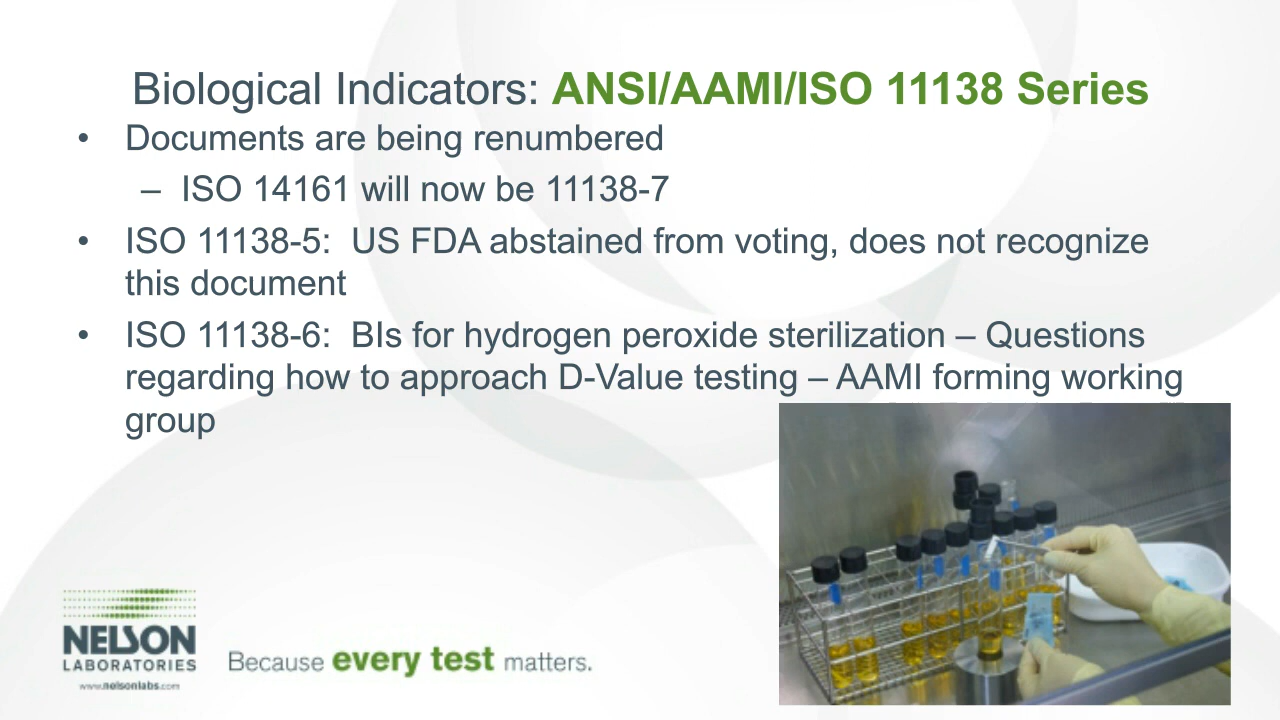 Biological Indicators: ANSI/AAMI/ISO 11138 Series
• Documents are being renumbered
– ISO 14161 will now be 11138-7
• ISO 11138-5:  US FDA abstained from voting, does not recognize
this document
• ISO 11138-6:  BIs for hydrogen peroxide sterilization – Questions
regarding how to approach D-Value testing – AAMI forming working
group
NELSON
LABORATORIES
www.nelsonlabs.com
Because every test matters.